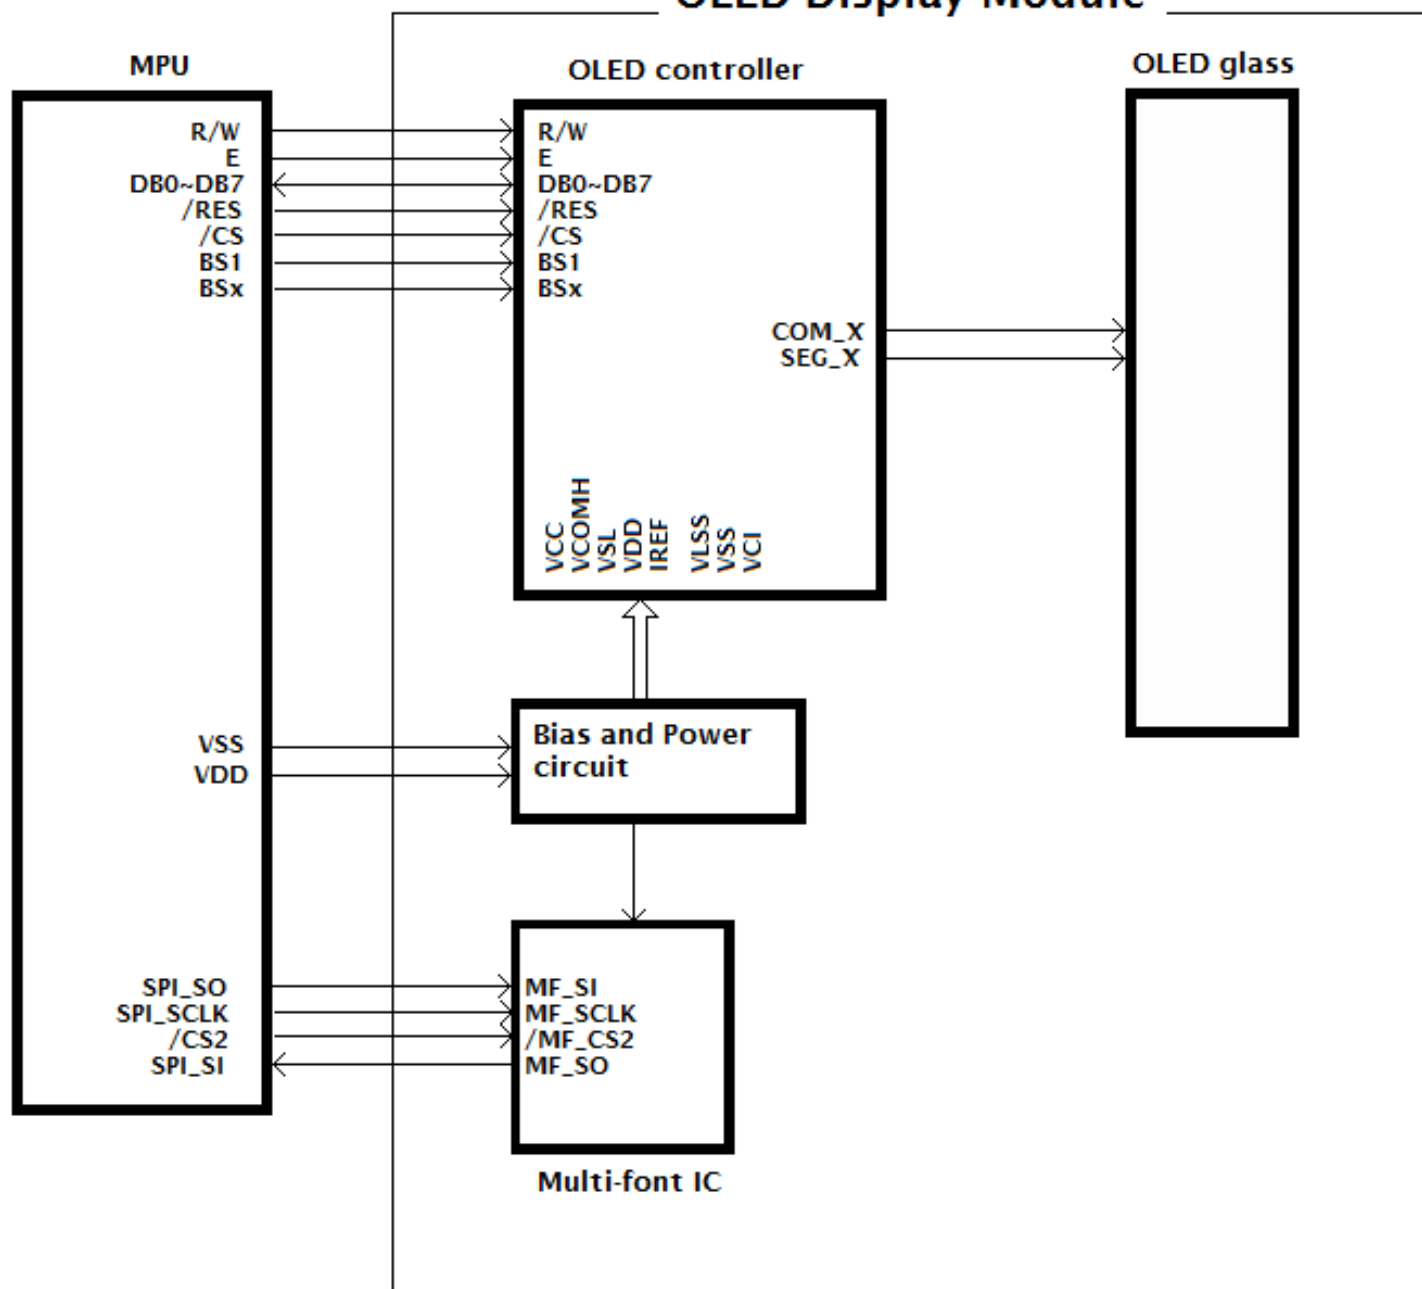 OLED Display Module
MPU
OLED controller
OLED glass
R/W
E
DB0~DB7
/RES
/CS
BS1
BSx
R/W
E
DB0~DB7
/RES
/CS
BS1
BSx
COM_X
SEG_X
VCC
VCOMH
VSL
VDD
IREF
VLSS
VSS
VCI
VSS
VDD
Bias and Power
circuit
SPI_SO
SPI_SCLK
/CS2
SPI_SI
MF_SI
MF_SCLK
/MF_CS2
MF_SO
Multi-font IC